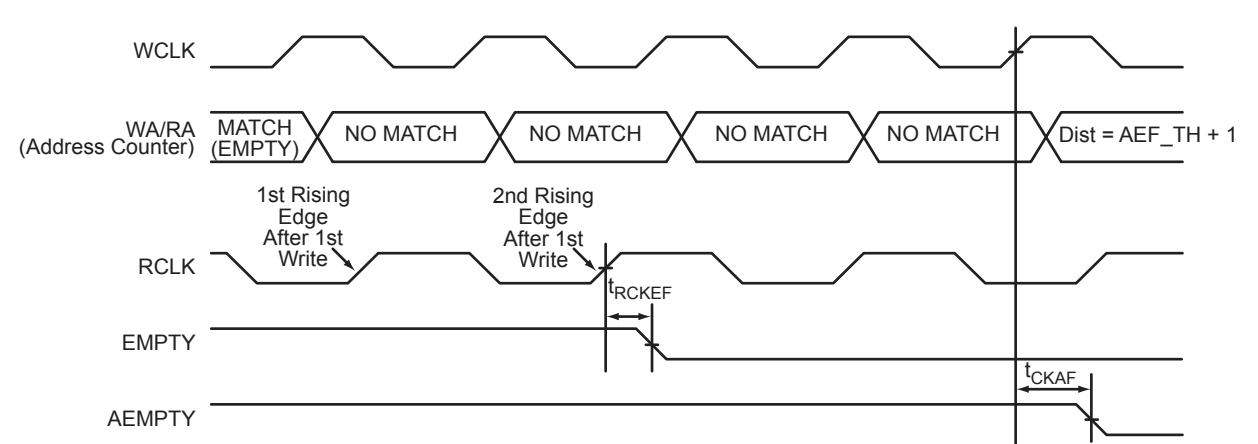 WCLK
WA/RA
(Address Counter)
MATCH
(EMPTY)
NO MATCH
NO MATCH
NO MATCH
NO MATCH
Dist = AEF_TH + 1
1st Rising
Edge
After 1st
Write
2nd Rising
Edge
After 1st
Write
RCLK
tRCKEF
EMPTY
tCKAF
AEMPTY